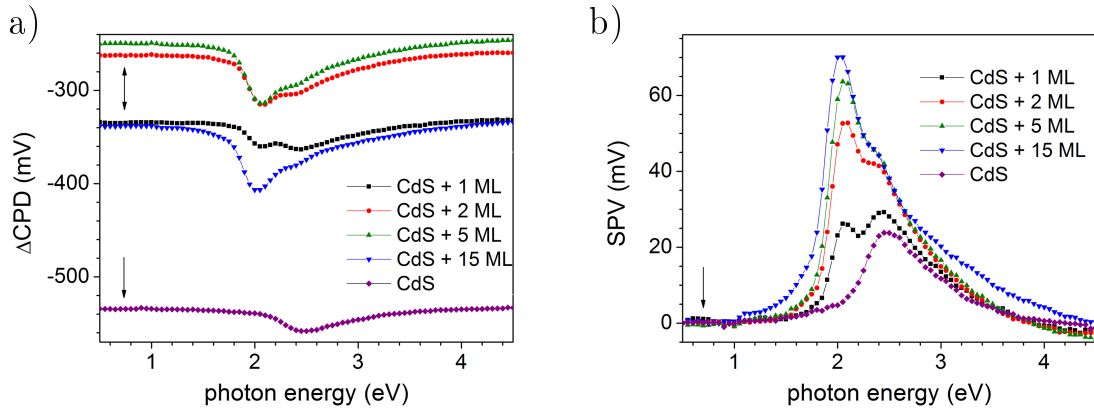 a)
ΔCPD (mV)
-300
-400
-500
CdS + 1 ML
CdS + 2 ML
CdS + 5 ML
CdS + 15 ML
CdS
1 2 3 4
photon energy (eV)
b)
SPV (mV)
60
40
20
0
CdS + 1 ML
CdS + 2 ML
CdS + 5 ML
CdS + 15 ML
CdS
1 2 3 4
photon energy (eV)